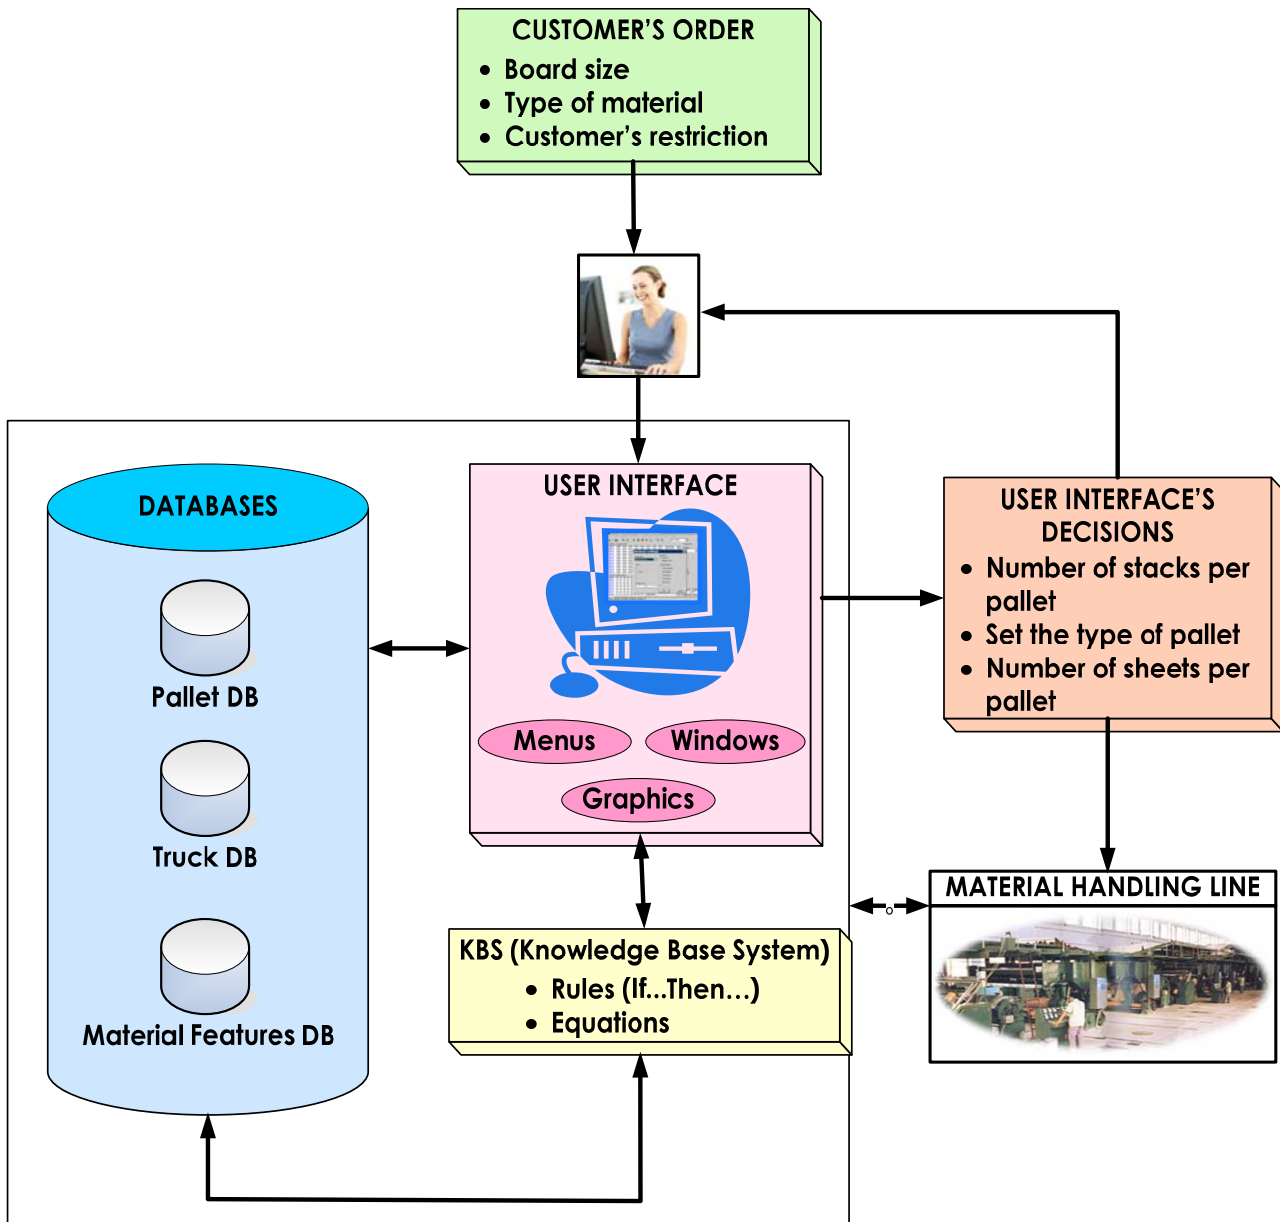 CUSTOMER'S ORDER
• Board size
• Type of material
• Customer's restriction
DATABASES
Pallet DB
Truck DB
Material Features DB
USER INTERFACE
Menus
Windows
Graphics
KBS (Knowledge Base System)
• Rules (If...Then...)
• Equations
USER INTERFACE'S
DECISIONS
• Number of stacks per
pallet
• Set the type of pallet
• Number of sheets per
pallet
MATERIAL HANDLING LINE